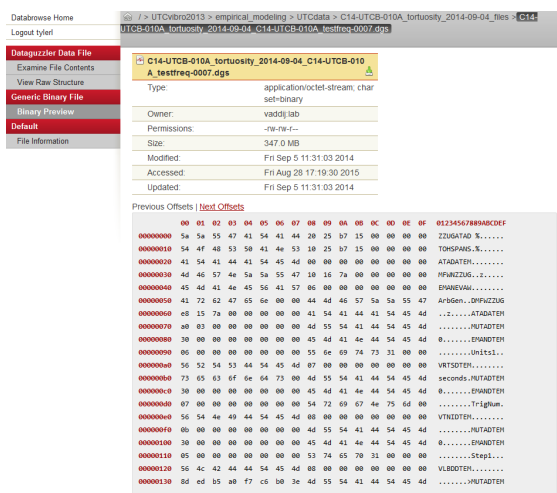 Databrowse Home
Logout tylerl
Dataguzzler Data File
Examine File Contents
View Raw Structure
Generic Binary File
Binary Preview
Default
File Information
/ > UTCvibro2013 > empirical_modeling > UTCdata > C14-UTCB-010A_tortuosity_2014-09-04_files > C14-
UTCB-010A_tortuosity_2014-09-04_C14-UTCB-010A_testfreq-0007.dgs
C14-UTCB-010A_tortuosity_2014-09-04_C14-UTCB-010
A_testfreq-0007.dgs
Type: application/octet-stream; char
set=binary
Owner: vaddij:lab
Permissions: -rw-rw-r--
Size: 347.0 MB
Modified: Fri Sep 5 11:31:03 2014
Accessed: Fri Aug 28 17:19:30 2015
Updated: Fri Sep 5 11:31:03 2014
Previous Offsets | Next Offsets
00 01 02 03 04 05 06 07 08 09 0A 0B 0C 0D 0E 0F 0123456789ABCDEF
00000000 5a 5a 55 47 41 54 41 44 20 25 b7 15 00 00 00 00 ZZUGATAD %......
00000010 54 4f 48 53 50 41 4e 53 10 25 b7 15 00 00 00 00 TOHSPANS.%......
00000020 41 54 41 44 41 54 45 4d 00 00 00 00 00 00 00 00 ATADATEM........
00000030 4d 46 57 4e 5a 5a 55 47 10 16 7a 00 00 00 00 00 MFWNZZUG..z.....
00000040 45 4d 41 4e 45 56 41 57 06 00 00 00 00 00 00 00 EMANEVAW........
00000050 41 72 62 47 65 6e 00 00 44 4d 46 57 5a 5a 55 47 ArbGen..DMFWZZUG
00000060 e8 15 7a 00 00 00 00 00 41 54 41 44 41 54 45 4d ..z.....ATADATEM
00000070 a0 03 00 00 00 00 00 00 4d 55 54 41 44 54 45 4d ........MUTADTEM
00000080 30 00 00 00 00 00 00 00 45 4d 41 4e 44 54 45 4d 0.......EMANDTEM
00000090 06 00 00 00 00 00 00 00 55 6e 69 74 73 31 00 00 ........Units1..
000000a0 56 52 54 53 44 54 45 4d 07 00 00 00 00 00 00 00 VRTSDTEM........
000000b0 73 65 63 6f 6e 64 73 00 4d 55 54 41 44 54 45 4d seconds.MUTADTEM
000000c0 30 00 00 00 00 00 00 00 45 4d 41 4e 44 54 45 4d 0.......EMANDTEM
000000d0 07 00 00 00 00 00 00 00 54 72 69 67 4e 75 6d 00 ........TrigNum.
000000e0 56 54 4e 49 44 54 45 4d 08 00 00 00 00 00 00 00 VTNIDTEM........
000000f0 0b 00 00 00 00 00 00 00 4d 55 54 41 44 54 45 4d ........MUTADTEM
00000100 30 00 00 00 00 00 00 00 45 4d 41 4e 44 54 45 4d 0.......EMANDTEM
00000110 05 00 00 00 00 00 00 00 53 74 65 70 31 00 00 00 ........Step1...
00000120 56 4c 42 44 44 54 45 4d 08 00 00 00 00 00 00 00 VLBDDTEM........
00000130 8d ed b5 a0 f7 c6 b0 3e 4d 55 54 41 44 54 45 4d .......>MUTADTEM